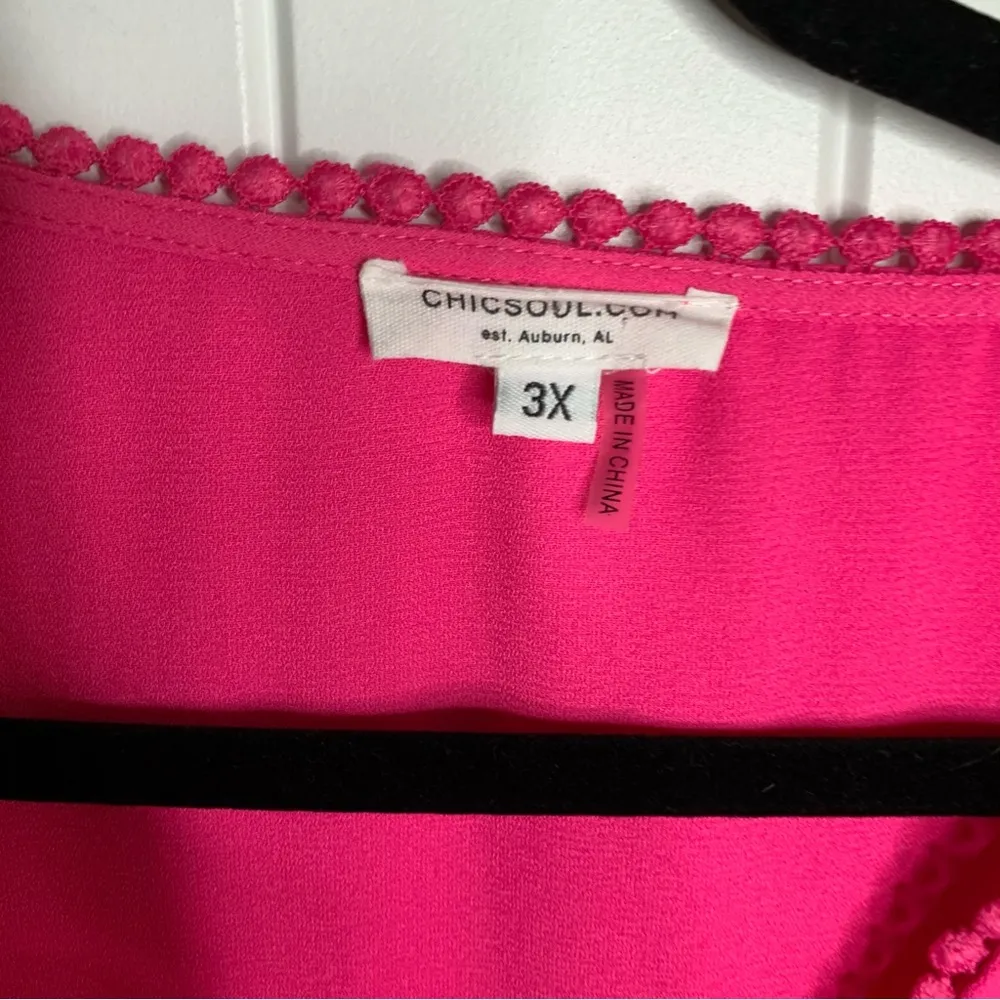 CHICSOUL.COM
est. Auburn, AL
3X
MADE IN CHINA